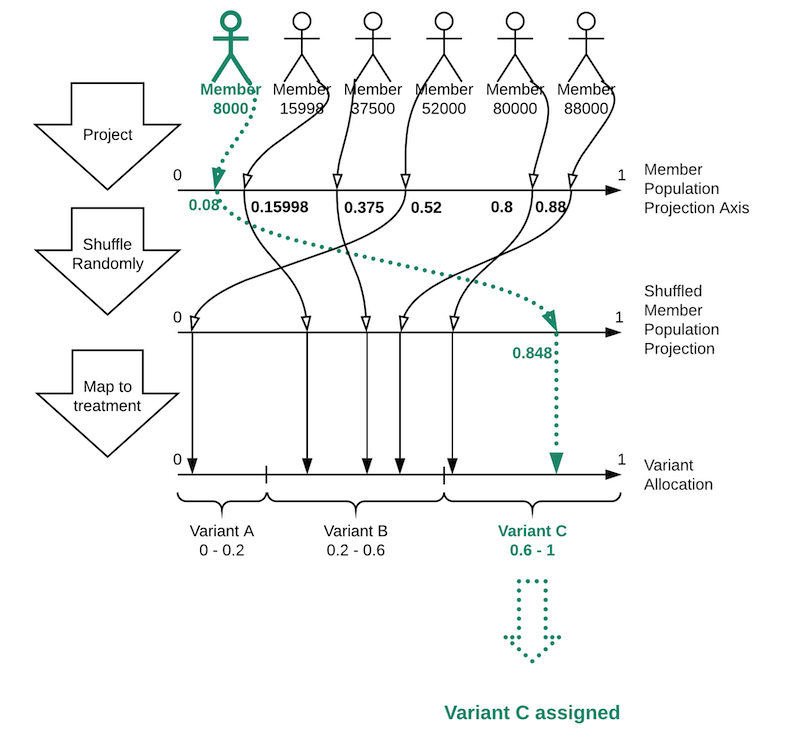 Member
8000
Member
15998
Member
37500
Member
52000
Member
80000
Member
88000
Project
0
1
Member
Population
Projection Axis
0.08
0.15998
0.375
0.52
0.8
0.88
Shuffle
Randomly
0
1
Shuffled
Member
Population
Projection
0.848
Map to
treatment
0
1
Variant
Allocation
Variant A
0 - 0.2
Variant B
0.2 - 0.6
Variant C
0.6 - 1
Variant C assigned